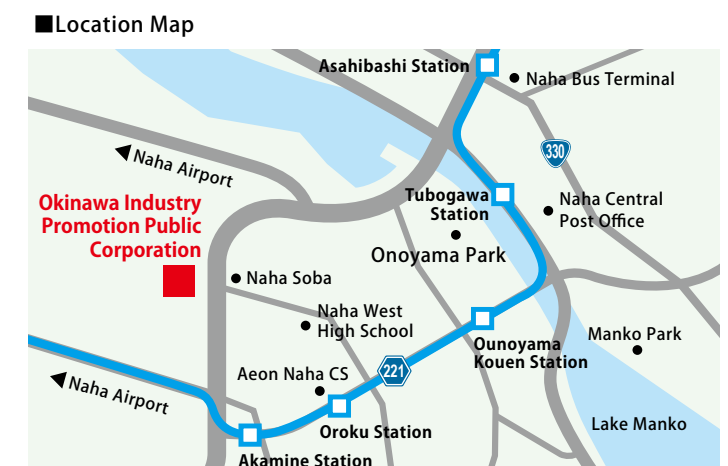 ■Location Map
Asahibashi Station
Naha Bus Terminal
330
Naha Airport
Okinawa Industry
Promotion Public
Corporation
Tubogawa
Station
Naha Central
Post Office
Onoyama Park
Naha Soba
Naha West
High School
Ounoyama
Kouen Station
Manko Park
221
Aeon Naha CS
Naha Airport
Oroku Station
Lake Manko
Akamine Station